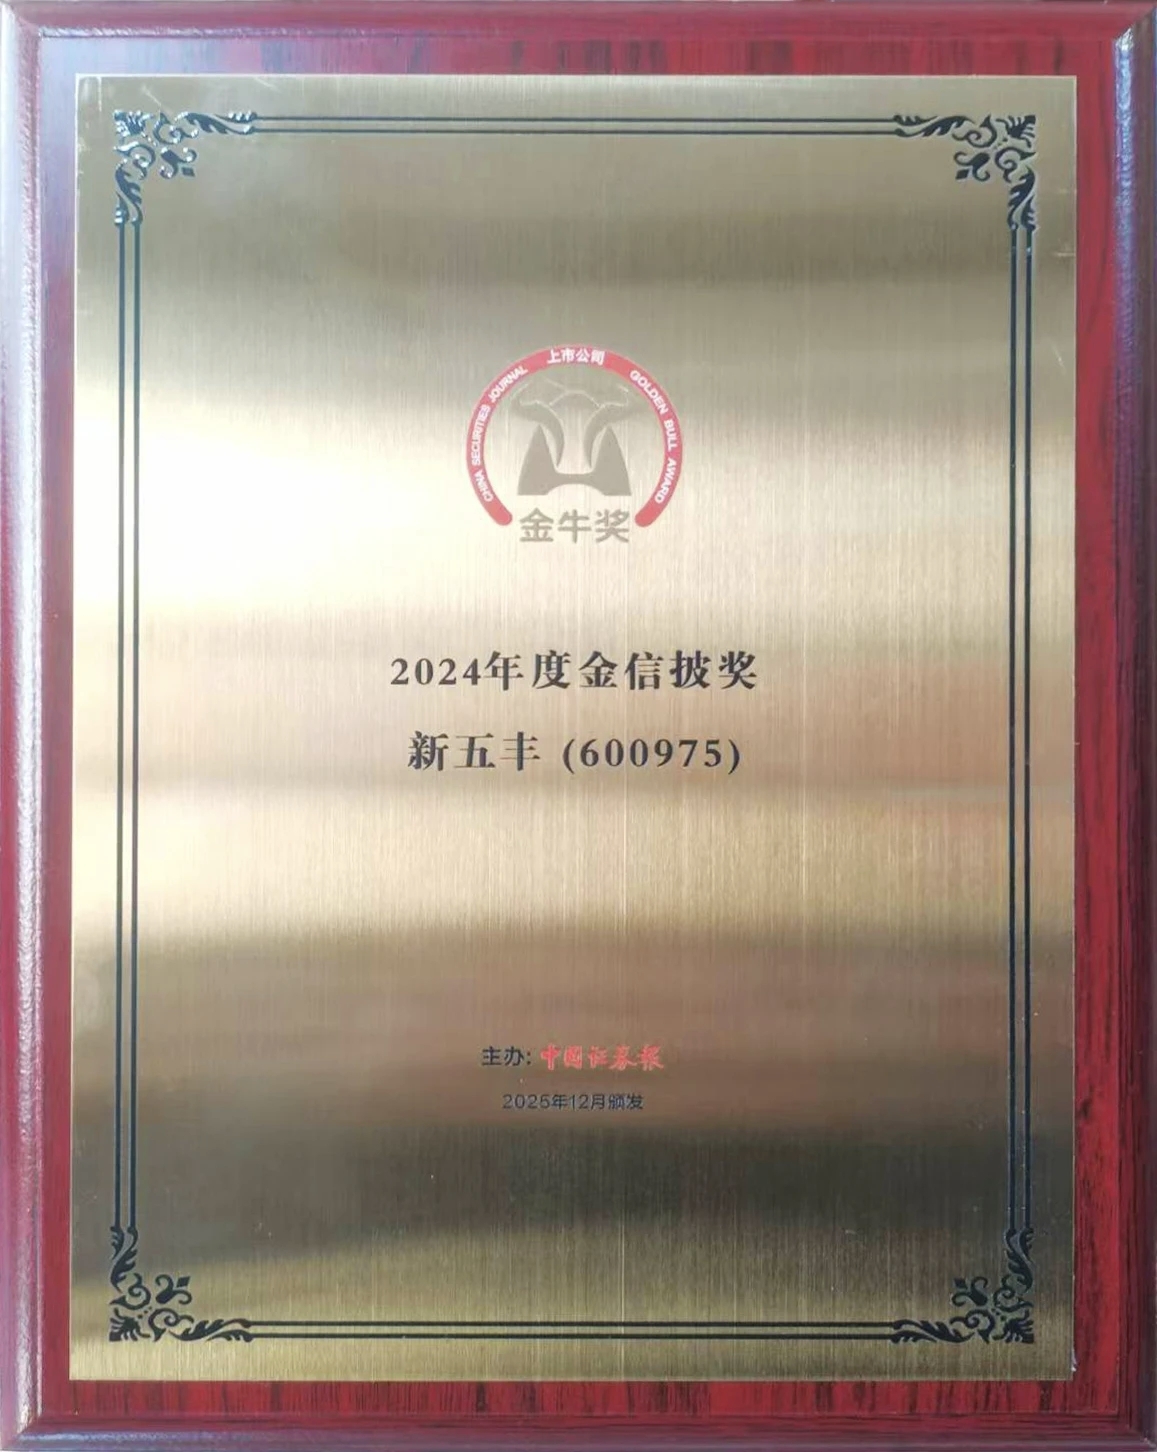 CHINA SECURITIES JOURNAL 上市公司 GOLDEN BULL AWARD
金牛奖
2024年度金信披奖
新五丰 (600975)
主办: 中国证券报
2025年12月颁发